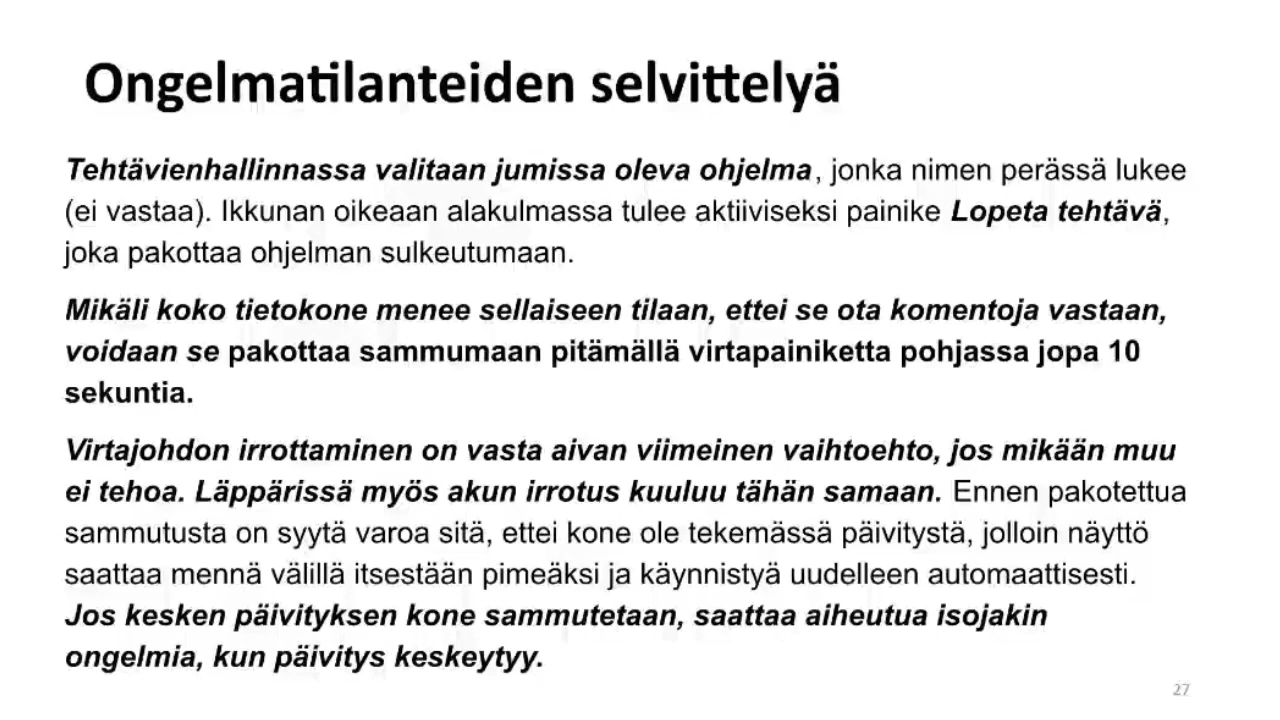 Ongelmatilanteiden selvittelyä
Tehtävienhallinnassa valitaan jumissa oleva ohjelma, jonka nimen perässä lukee
(ei vastaa). Ikkunan oikeaan alakulmassa tulee aktiiviseksi painike Lopeta tehtävä,
joka pakottaa ohjelman sulkeutumaan.
Mikäli koko tietokone menee sellaiseen tilaan, ettei se ota komentoja vastaan,
voidaan se pakottaa sammumaan pitämällä virtapainiketta pohjassa jopa 10
sekuntia.
Virtajohdon irrottaminen on vasta aivan viimeinen vaihtoehto, jos mikään muu
ei tehoa. Läppärissä myös akun irrotus kuuluu tähän samaan. Ennen pakotettua
sammutusta on syytä varoa sitä, ettei kone ole tekemässä päivitystä, jolloin näyttö
saattaa mennä välillä itsestään pimeäksi ja käynnistyä uudelleen automaattisesti.
Jos kesken päivityksen kone sammutetaan, saattaa aiheutua isojakin
ongelmia, kun päivitys keskeytyy.
27